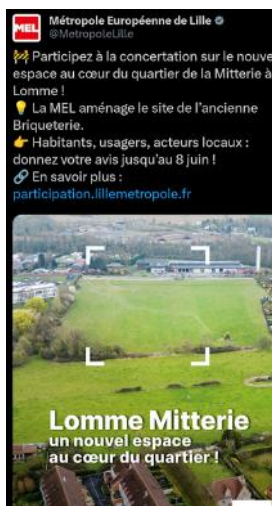 MEL
Métropole Européenne de Lille
@MetropoleLille
🚧 Participez à la concertation sur le nouve
espace au cœur du quartier de la Mitterie à
Lomme !
💡 La MEL aménage le site de l'ancienne
Briqueterie.
👉 Habitants, usagers, acteurs locaux :
donnez votre avis jusqu'au 8 juin !
🔗 En savoir plus :
participation.lillemetropole.fr
Lomme Mitterie
un nouvel espace
au cœur du quartier !